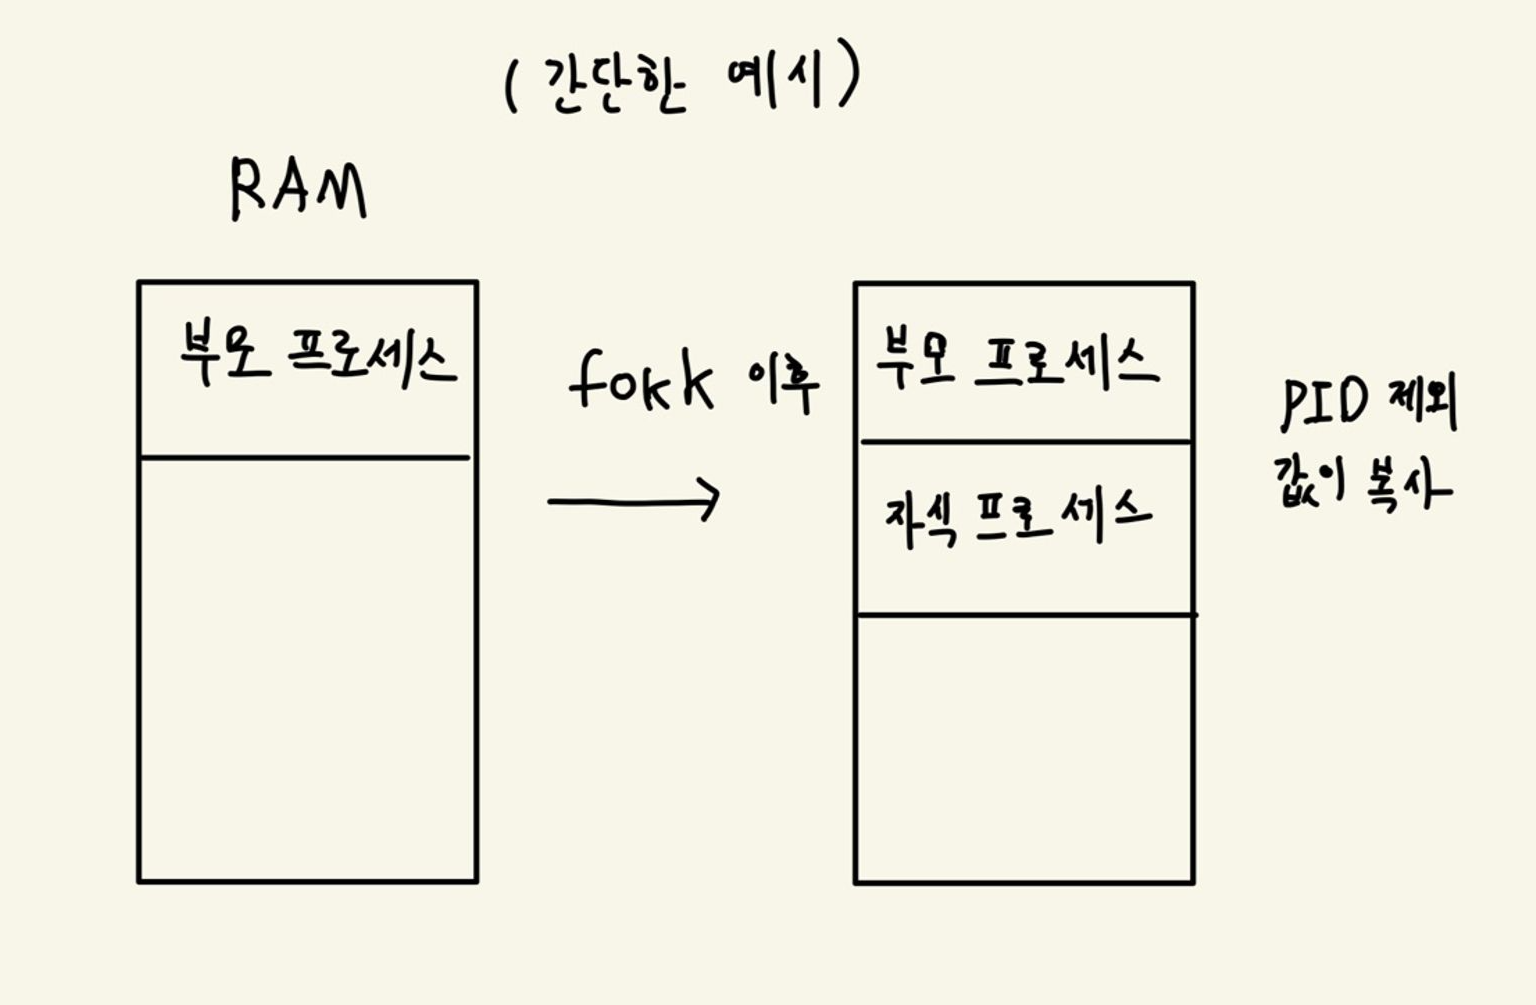 (간단한 예시)
RAM
부모 프로세스
fokk 이후
부모 프로세스
자식 프로세스
PID 제외
값이 복사